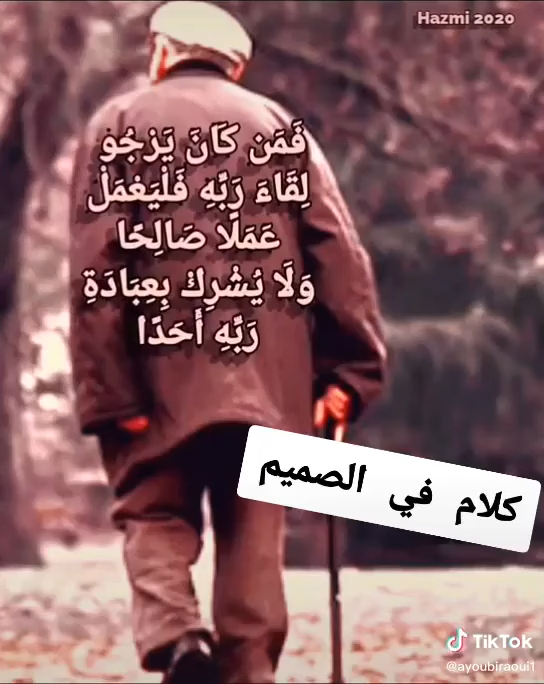 Hazmi 2020
فَمَن كَانَ يَرْجُو
لِقَاءَ رَبِّهِ فَلْيَعْمَلْ
عَمَلًا صَالِحًا
وَلَا يُشْرِكْ بِعِبَادَةِ
رَبِّهِ أَحَدًا
كلام في الصميم
TikTok
@ayoubiraoui1